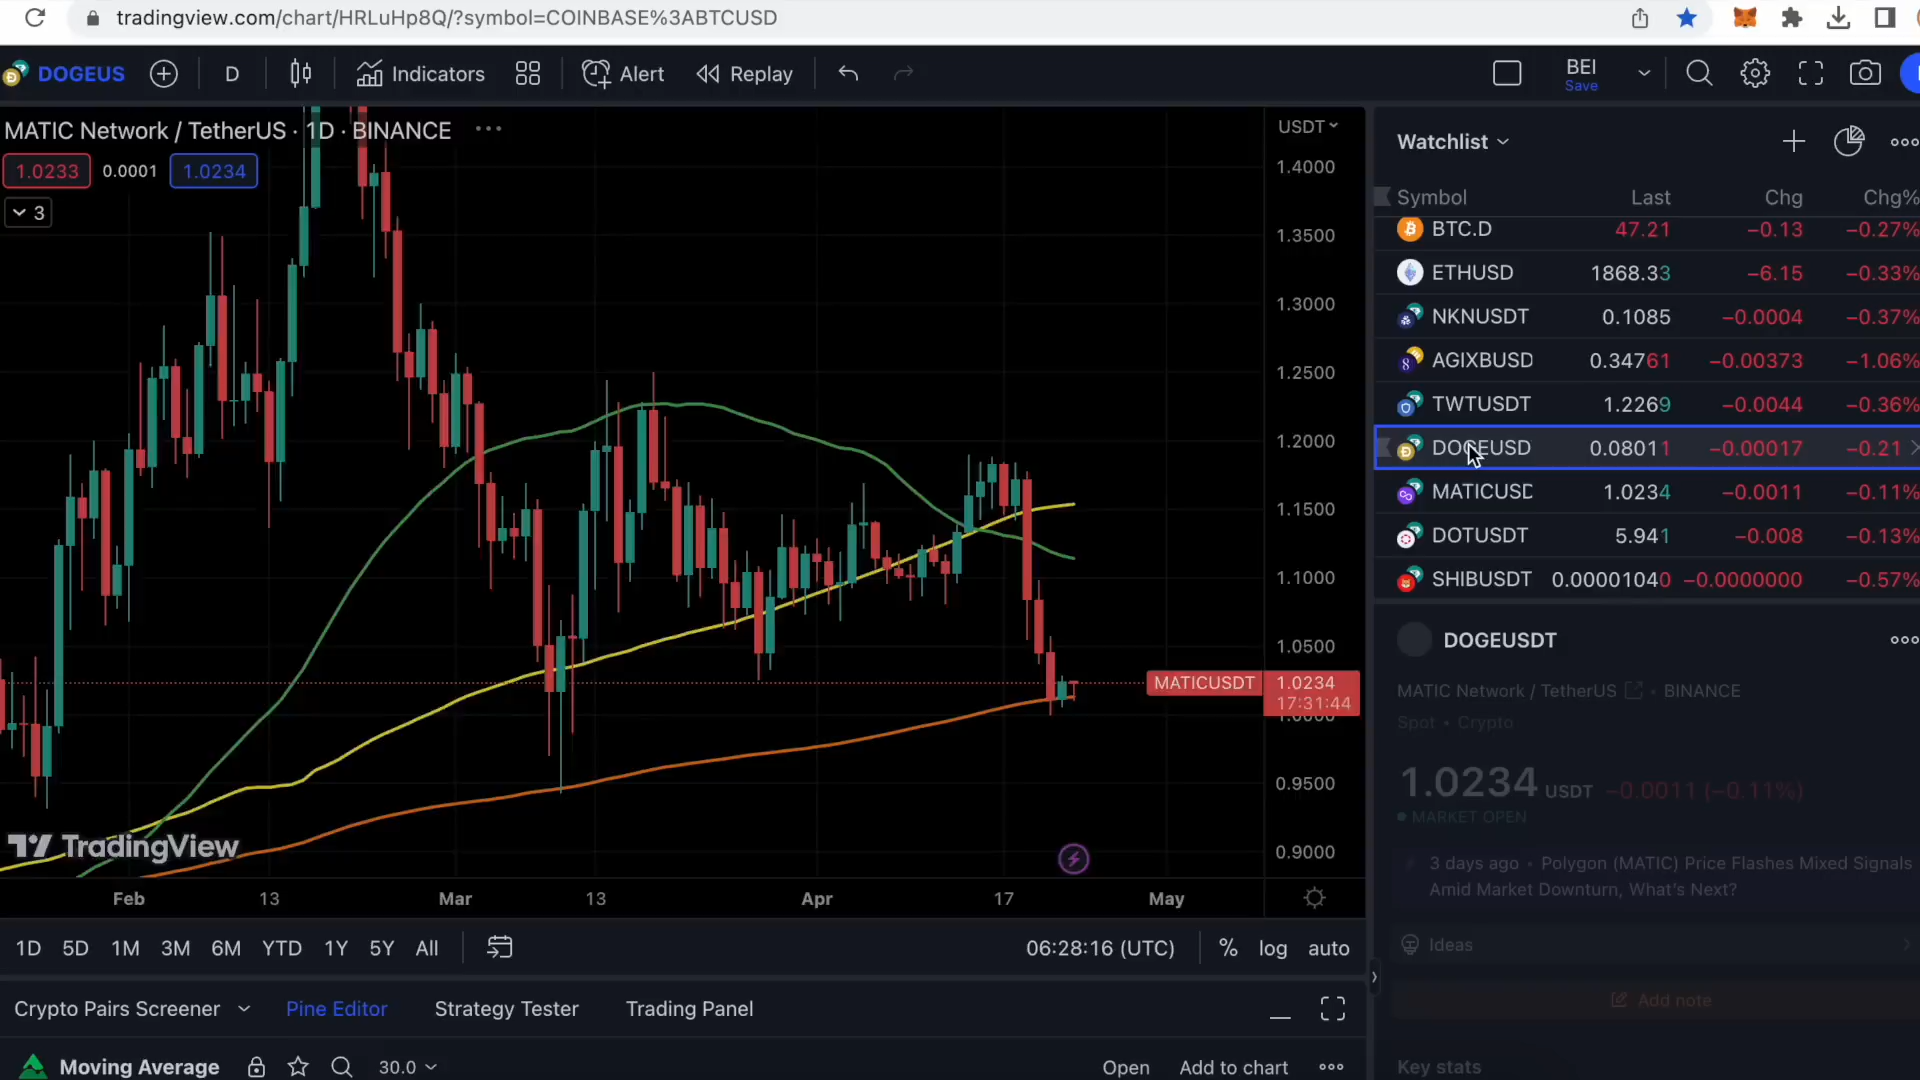 tradingview.com/chart/HRLuHp8Q/?symbol=COINBASE%3ABTCUSD
DOGEUS D Indicators Alert Replay BEI
Save
MATIC Network / TetherUS · 1D · BINANCE
1.0233 0.0001 1.0234
3
USDT
1.4000
1.3500
1.3000
1.2500
1.2000
1.1500
1.1000
1.0500
MATICUSDT 1.0234
17:31:44
1.0000
0.9500
0.9000
TradingView
Feb 13 Mar 13 Apr 17 May
1D 5D 1M 3M 6M YTD 1Y 5Y All 06:28:16 (UTC) % log auto
Crypto Pairs Screener Pine Editor Strategy Tester Trading Panel
Moving Average 30.0 Open Add to chart
Watchlist
Symbol Last Chg Chg%
BTC.D 47.21 −0.13 −0.27%
ETHUSD 1868.33 −6.15 −0.33%
NKNUSDT 0.1085 −0.0004 −0.37%
AGIXBUSD 0.34761 −0.00373 −1.06%
TWTUSDT 1.2269 −0.0044 −0.36%
DOGEUSD 0.08011 −0.00017 −0.21
MATICUSD 1.0234 −0.0011 −0.11%
DOTUSDT 5.941 −0.008 −0.13%
SHIBUSDT 0.00001040 −0.0000000 −0.57%
DOGEUSDT
MATIC Network / TetherUS • BINANCE
Spot • Crypto
1.0234 USDT −0.0011 (−0.11%)
MARKET OPEN
3 days ago • Polygon (MATIC) Price Flashes Mixed Signals
Amid Market Downturn, What's Next?
Ideas
Add note
Key stats